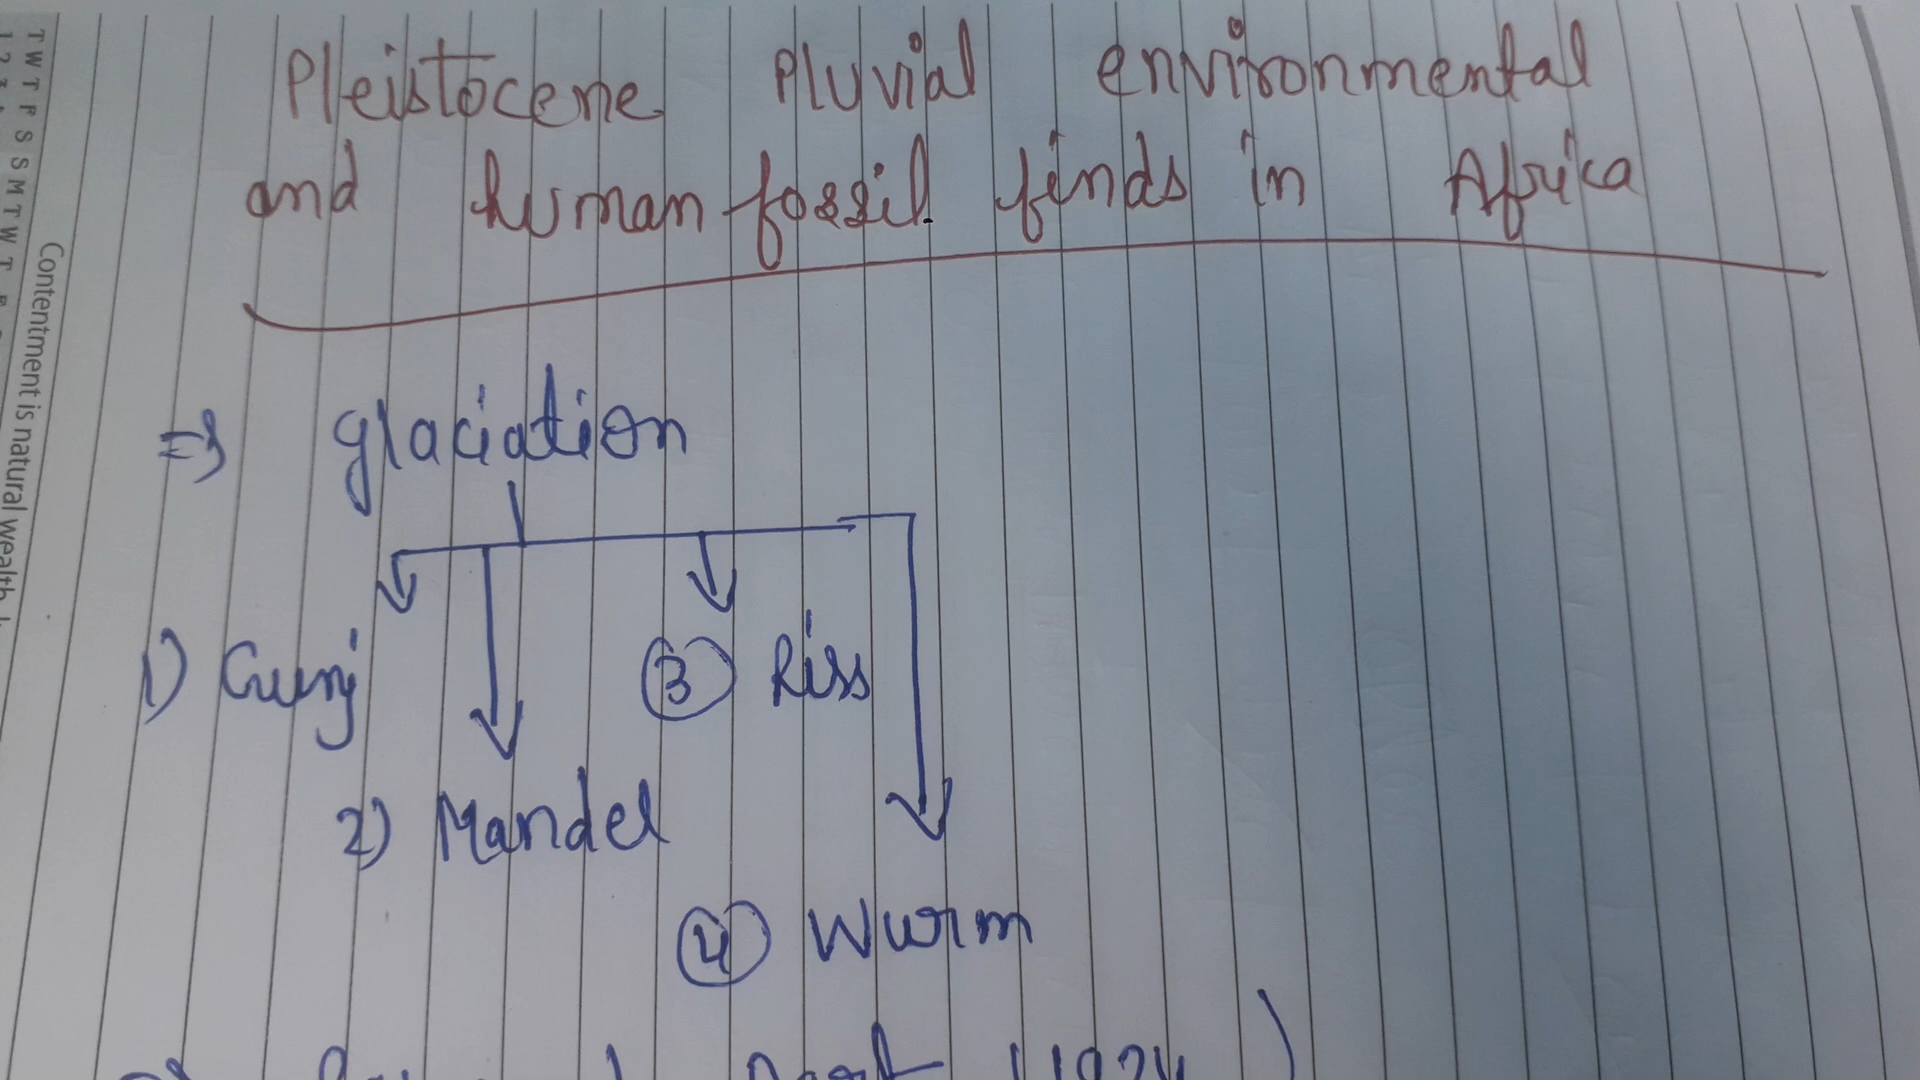 Pleistocene Pluvial environmental
and human fossil finds in Africa
=> glaciation
1) Gunj
3 Riss
2) Mandel
4 Wurm
Contentment is natural wealth
T W T F S S M T W T